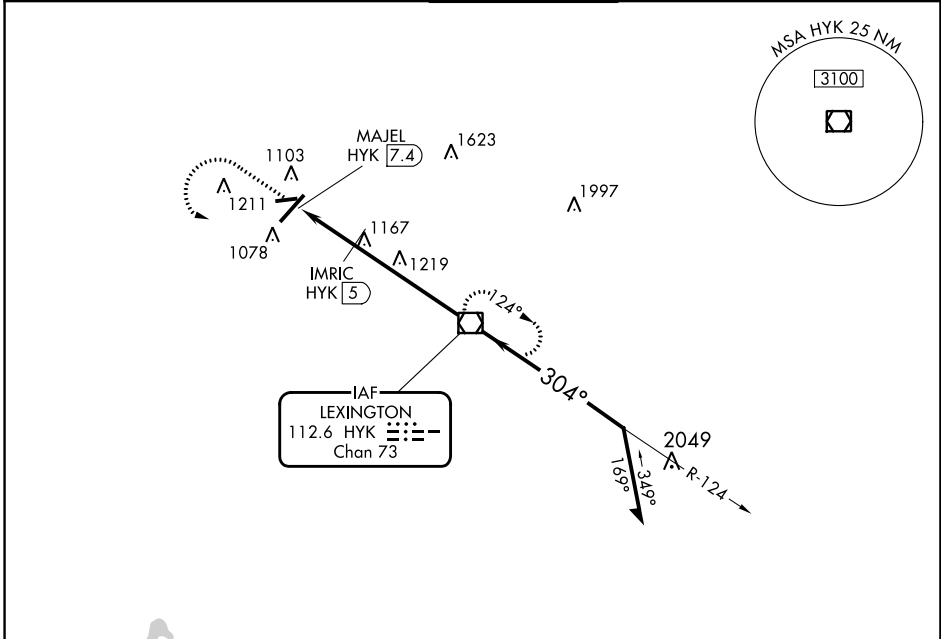 MSA HYK 25 NM
3100
MAJEL
HYK 7.4
1623
1103
1211
1997
1078
1167
1219
IMRIC
HYK 5
124°
IAF
LEXINGTON
112.6 HYK
Chan 73
304°
2049
169°
349°
R-124